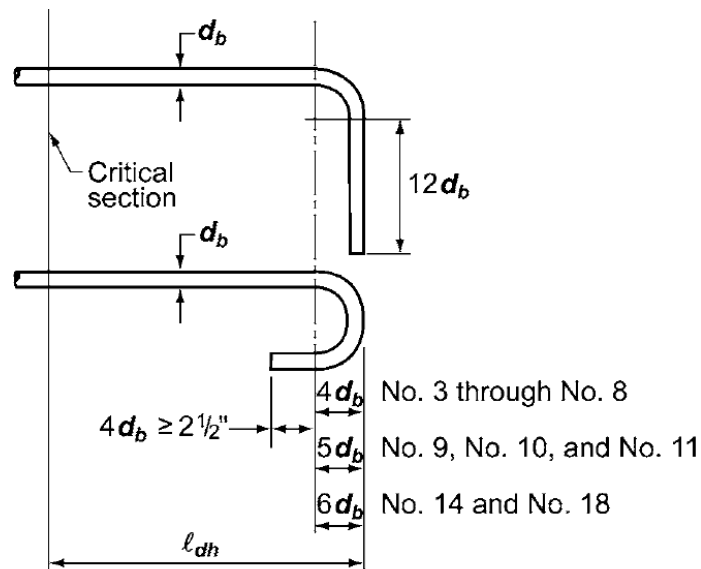 d_b
Critical
section
12d_b
d_b
4d_b ≥ 2½"
4d_b No. 3 through No. 8
5d_b No. 9, No. 10, and No. 11
6d_b No. 14 and No. 18
ℓ_dh